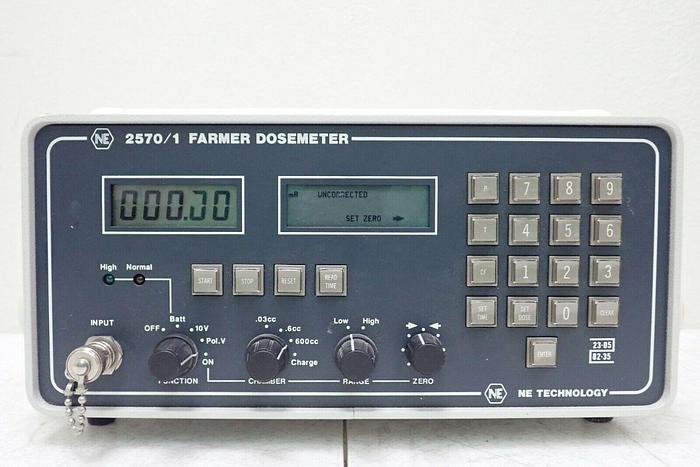 NE 2570/1 FARMER DOSEMETER
000.00
mR UNCORRECTED
SET ZERO
P 7 8 9
T 4 5 6
CF 1 2 3
SET TIME SET DOSE 0 CLEAR
ENTER
High Normal
START STOP RESET READ TIME
INPUT
OFF Batt 10V Pol.V ON
FUNCTION
.03cc .6cc 600cc Charge
CHAMBER
Low High
RANGE
ZERO
23-05
82-35
NE NE TECHNOLOGY